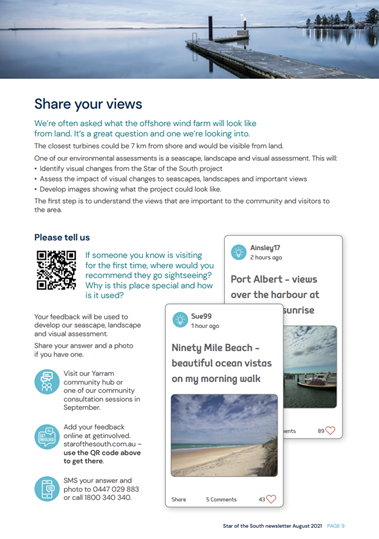 Share your views
We're often asked what the offshore wind farm will look like
from land. It's a great question and one we're looking into.
The closest turbines could be 7 km from shore and would be visible from land.
One of our environmental assessments is a seascape, landscape and visual assessment. This will:
• Identify visual changes from the Star of the South project
• Assess the impact of visual changes to seascapes, landscapes and important views
• Develop images showing what the project could look like.
The first step is to understand the views that are important to the community and visitors to
the area.
Please tell us
If someone you know is visiting
for the first time, where would you
recommend they go sightseeing?
Why is this place special and how
is it used?
Your feedback will be used to
develop our seascape, landscape
and visual assessment.
Share your answer and a photo
if you have one.
Visit our Yarram
community hub or
one of our community
consultation sessions in
September.
Add your feedback
online at getinvolved.
starofthesouth.com.au –
use the QR code above
to get there.
SMS your answer and
photo to 0447 029 883
or call 1800 340 340.
Ainsley17
2 hours ago
Port Albert - views
over the harbour at
sunrise
ents
89
Sue99
1 hour ago
Ninety Mile Beach -
beautiful ocean vistas
on my morning walk
Share
5 Comments
43
Star of the South newsletter August 2021 PAGE 9